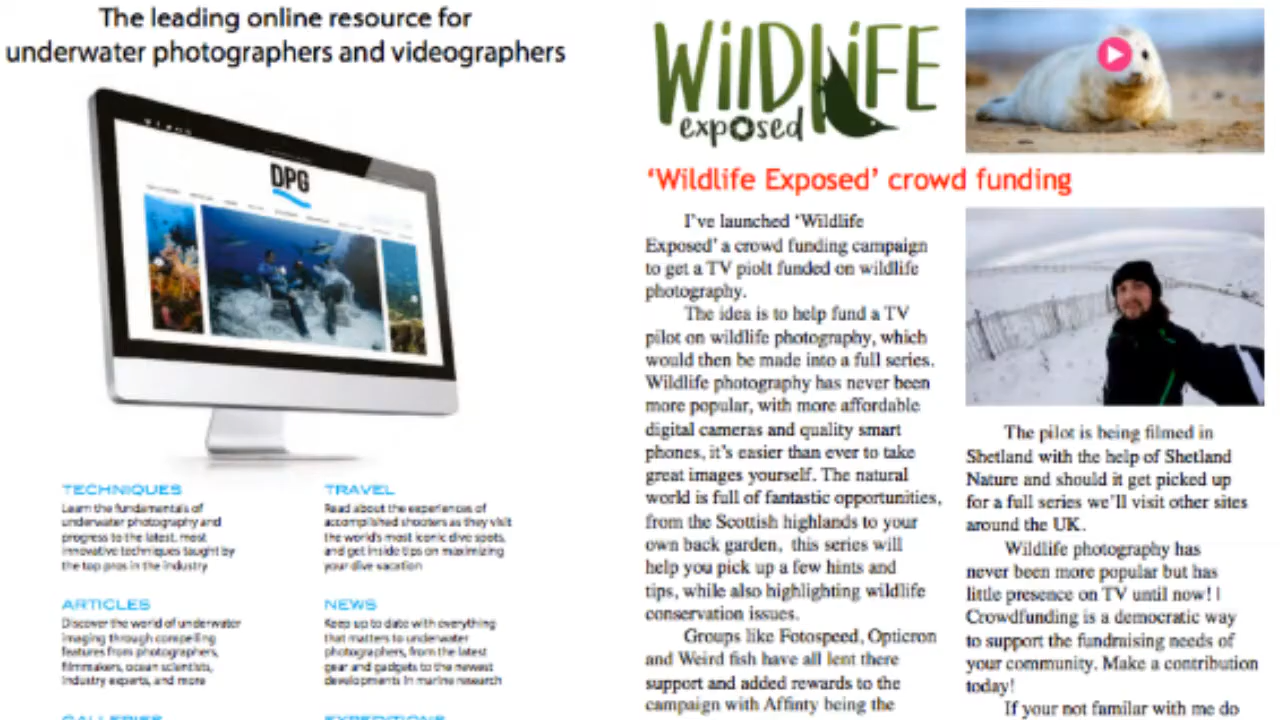 The leading online resource for
underwater photographers and videographers
DPG
TECHNIQUES
Learn the fundamentals of
underwater photography and
progress to the latest, most
innovative techniques taught by
the top pros in the industry
TRAVEL
Read about the experiences of
accomplished shooters as they visit
the world's most iconic dive spots,
and get inside tips on maximizing
your dive vacation
ARTICLES
Discover the world of underwater
imaging through compelling
features from photographers,
filmmakers, ocean scientists,
industry experts, and more
NEWS
Keep up to date with everything
that matters to underwater
photographers, from the latest
gear and gadgets to the newest
developments in marine research
GALLERIES
EXPEDITIONS
WilDLiFE
exposed
‘Wildlife Exposed’ crowd funding
I’ve launched ‘Wildlife
Exposed’ a crowd funding campaign
to get a TV piolt funded on wildlife
photography.
The idea is to help fund a TV
pilot on wildlife photography, which
would then be made into a full series.
Wildlife photography has never been
more popular, with more affordable
digital cameras and quality smart
phones, it’s easier than ever to take
great images yourself. The natural
world is full of fantastic opportunities,
from the Scottish highlands to your
own back garden, this series will
help you pick up a few hints and
tips, while also highlighting wildlife
conservation issues.
Groups like Fotospeed, Opticron
and Weird fish have all lent there
support and added rewards to the
campaign with Affinty being the
The pilot is being filmed in
Shetland with the help of Shetland
Nature and should it get picked up
for a full series we’ll visit other sites
around the UK.
Wildlife photography has
never been more popular but has
little presence on TV until now! |
Crowdfunding is a democratic way
to support the fundraising needs of
your community. Make a contribution
today!
If your not familar with me do